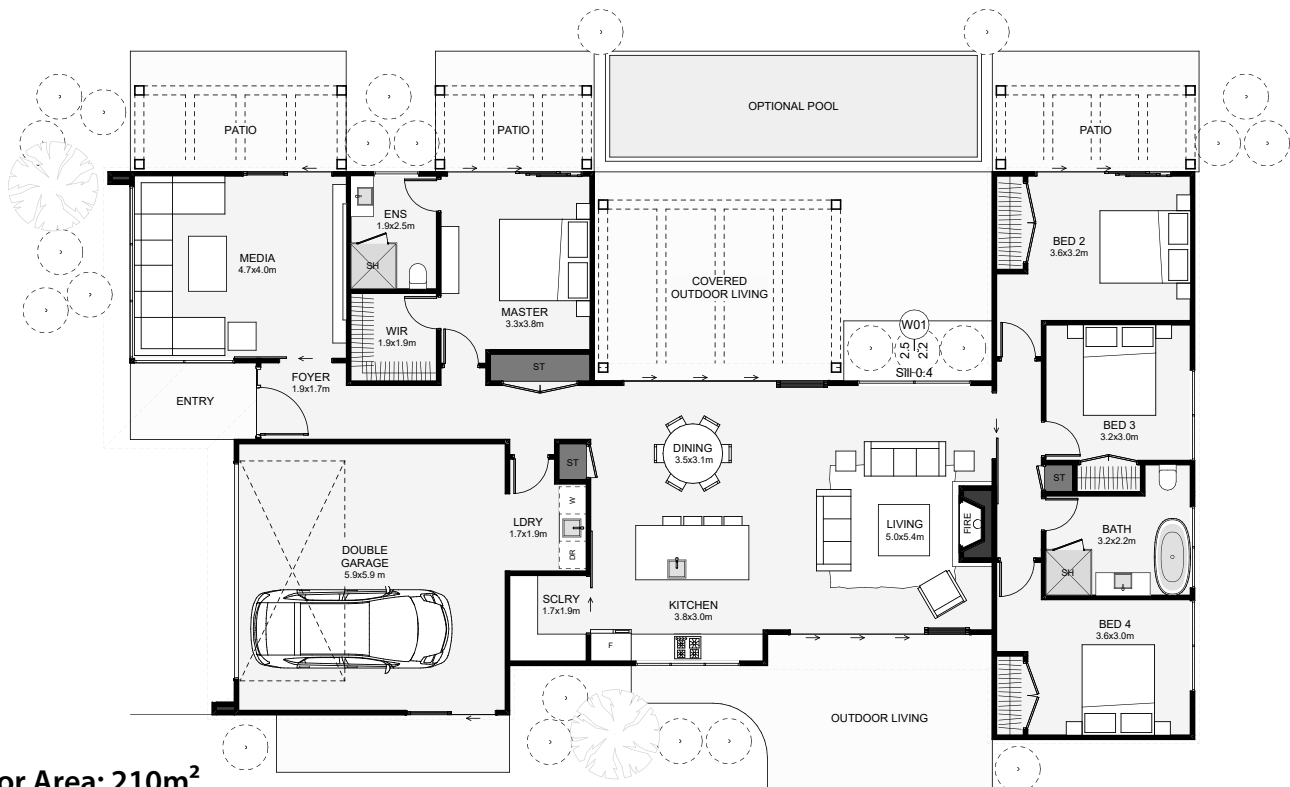 OPTIONAL POOL
PATIO
PATIO
PATIO
ENS
1.9x2.5m
SH
MEDIA
4.7x4.0m
MASTER
3.3x3.8m
WIR
1.9x1.9m
ST
COVERED
OUTDOOR LIVING
W01
2.5
2.2
Sill 0.4
BED 2
3.6x3.2m
FOYER
1.9x1.7m
ENTRY
BED 3
3.2x3.0m
DINING
3.5x3.1m
ST
ST
W
LDRY
1.7x1.9m
DR
LIVING
5.0x5.4m
FIRE
BATH
3.2x2.2m
SH
DOUBLE
GARAGE
5.9x5.9 m
SCLRY
1.7x1.9m
KITCHEN
3.8x3.0m
F
BED 4
3.6x3.0m
OUTDOOR LIVING
or Area: 210m²